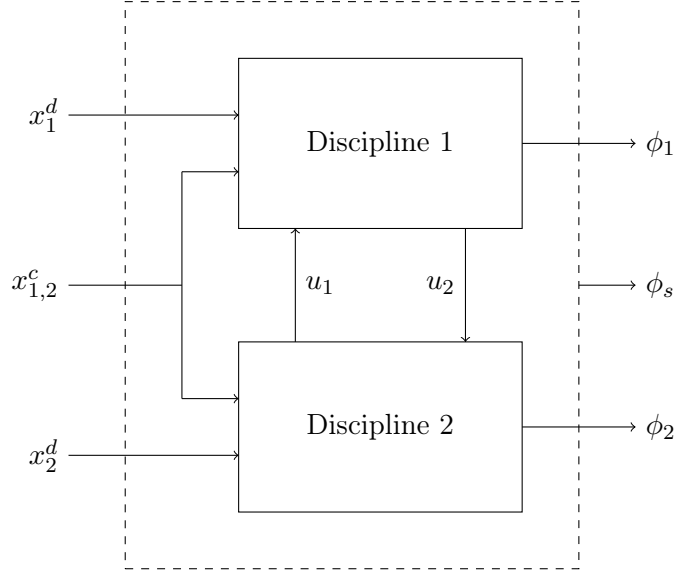 x_1^d
Discipline 1
ϕ_1
x_{1,2}^c
u_1
u_2
ϕ_s
Discipline 2
ϕ_2
x_2^d